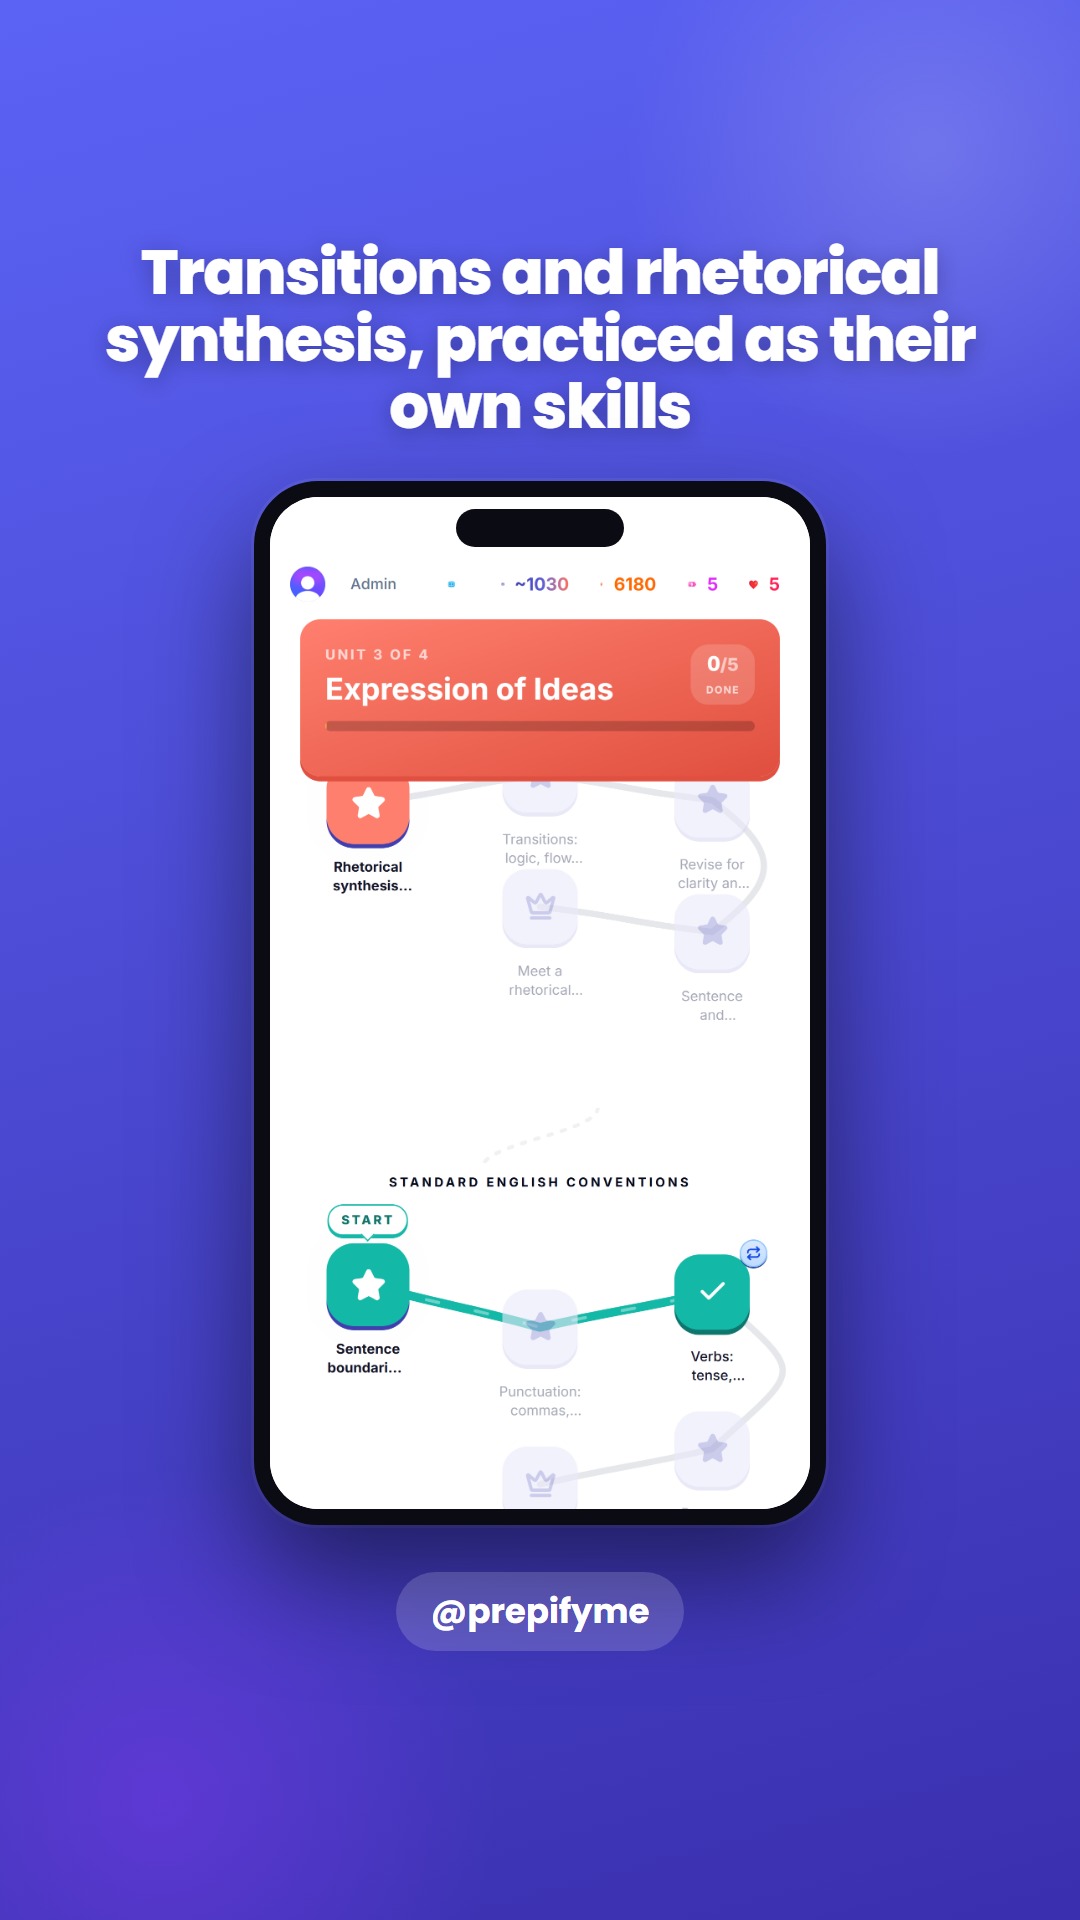 Transitions and rhetorical
synthesis, practiced as their
own skills
Admin
~1030
6180
5
5
UNIT 3 OF 4
Expression of Ideas
0/5
DONE
Rhetorical
synthesis...
Transitions:
logic, flow...
Revise for
clarity an...
Meet a
rhetorical...
Sentence
and...
STANDARD ENGLISH CONVENTIONS
START
Sentence
boundari...
Punctuation:
commas,...
Verbs:
tense,...
@prepifyme